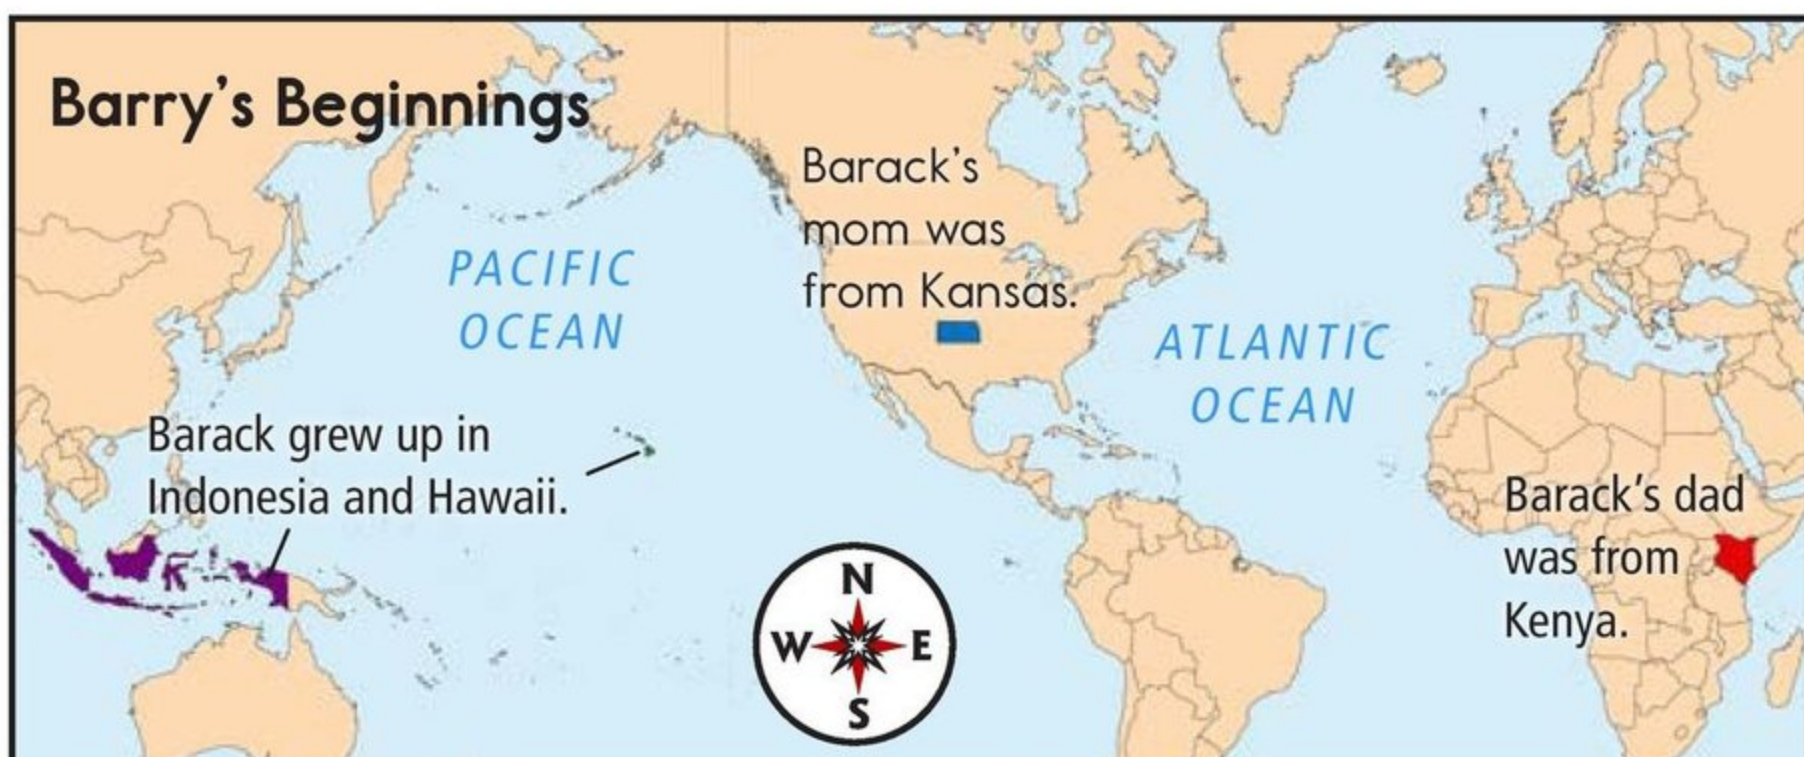 Barry's Beginnings
Barack's
mom was
from Kansas.
PACIFIC
OCEAN
ATLANTIC
OCEAN
Barack grew up in
Indonesia and Hawaii.
Barack's dad
was from
Kenya.
N
W E
S